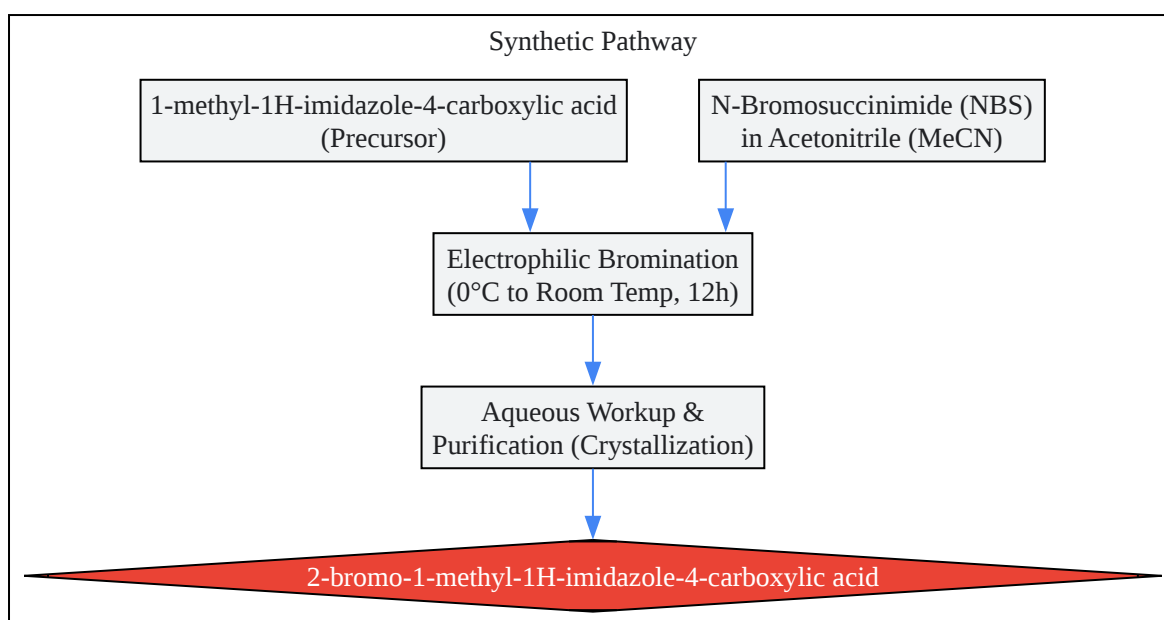 Synthetic Pathway
1-methyl-1H-imidazole-4-carboxylic acid
(Precursor)
N-Bromosuccinimide (NBS)
in Acetonitrile (MeCN)
Electrophilic Bromination
(0°C to Room Temp, 12h)
Aqueous Workup &
Purification (Crystallization)
2-bromo-1-methyl-1H-imidazole-4-carboxylic acid